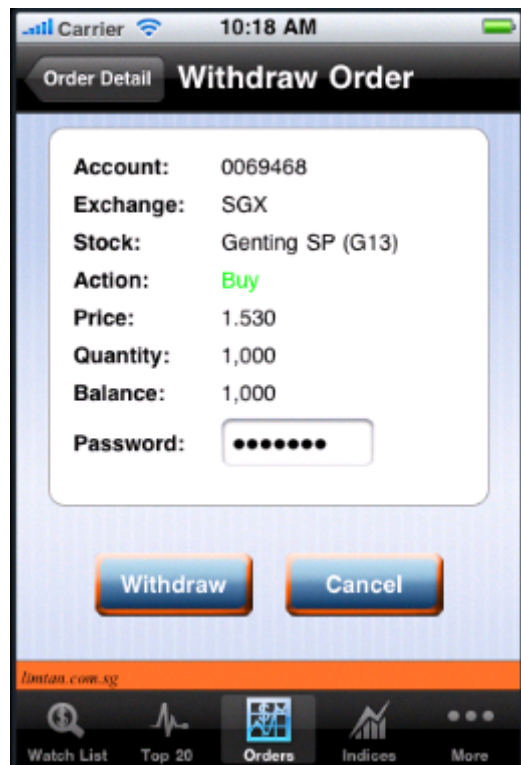 Carrier 10:18 AM
Order Detail Withdraw Order
Account: 0069468
Exchange: SGX
Stock: Genting SP (G13)
Action: Buy
Price: 1.530
Quantity: 1,000
Balance: 1,000
Password: •••••••
Withdraw Cancel
limtan.com.sg
Watch List Top 20 Orders Indices More